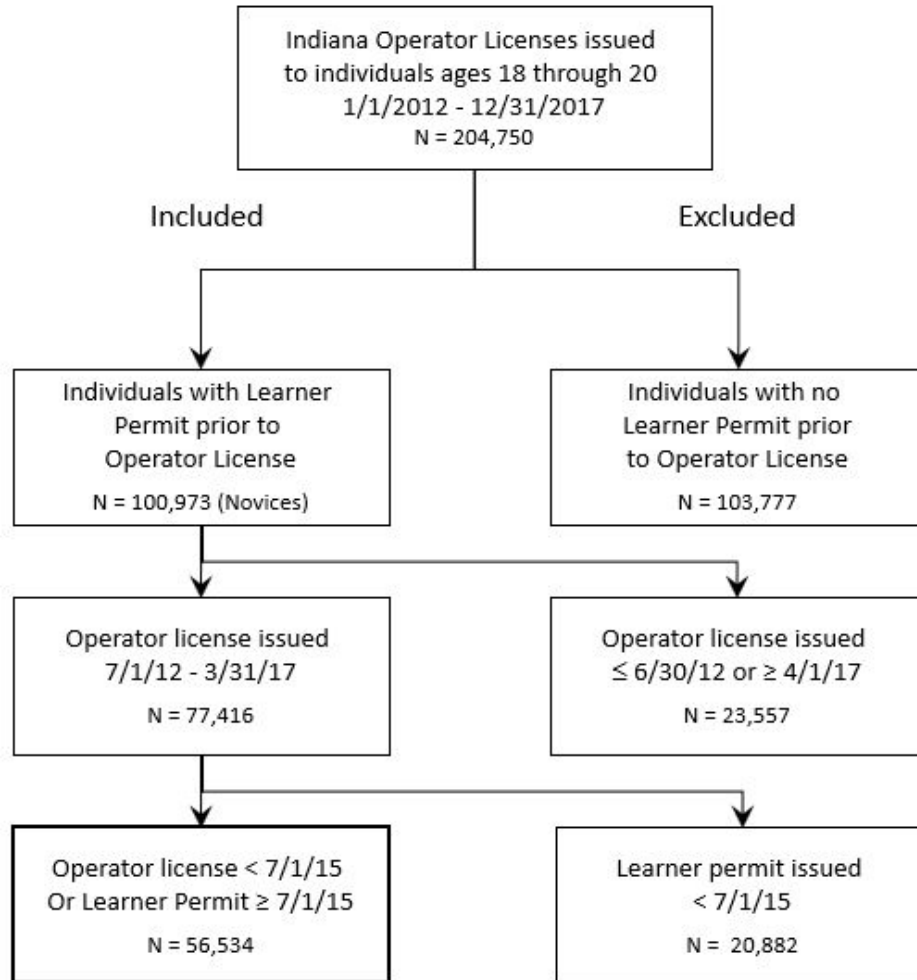 Indiana Operator Licenses issued
to individuals ages 18 through 20
1/1/2012 - 12/31/2017
N = 204,750
Included
Excluded
Individuals with Learner
Permit prior to
Operator License
N = 100,973 (Novices)
Individuals with no
Learner Permit prior
to Operator License
N = 103,777
Operator license issued
7/1/12 - 3/31/17
N = 77,416
Operator license issued
≤ 6/30/12 or ≥ 4/1/17
N = 23,557
Operator license < 7/1/15
Or Learner Permit ≥ 7/1/15
N = 56,534
Learner permit issued
< 7/1/15
N = 20,882